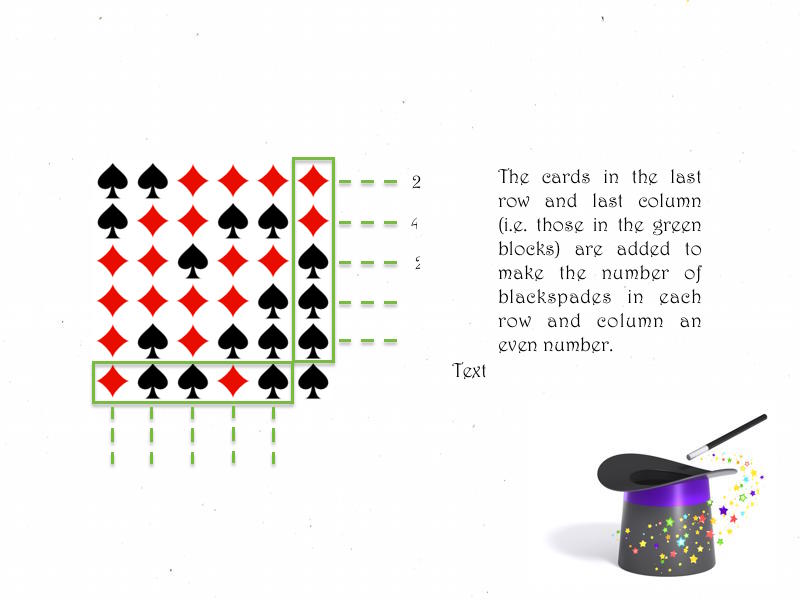 2
4
2
The cards in the last
row and last column
(i.e. those in the green
blocks) are added to
make the number of
blackspades in each
row and column an
even number.
Text